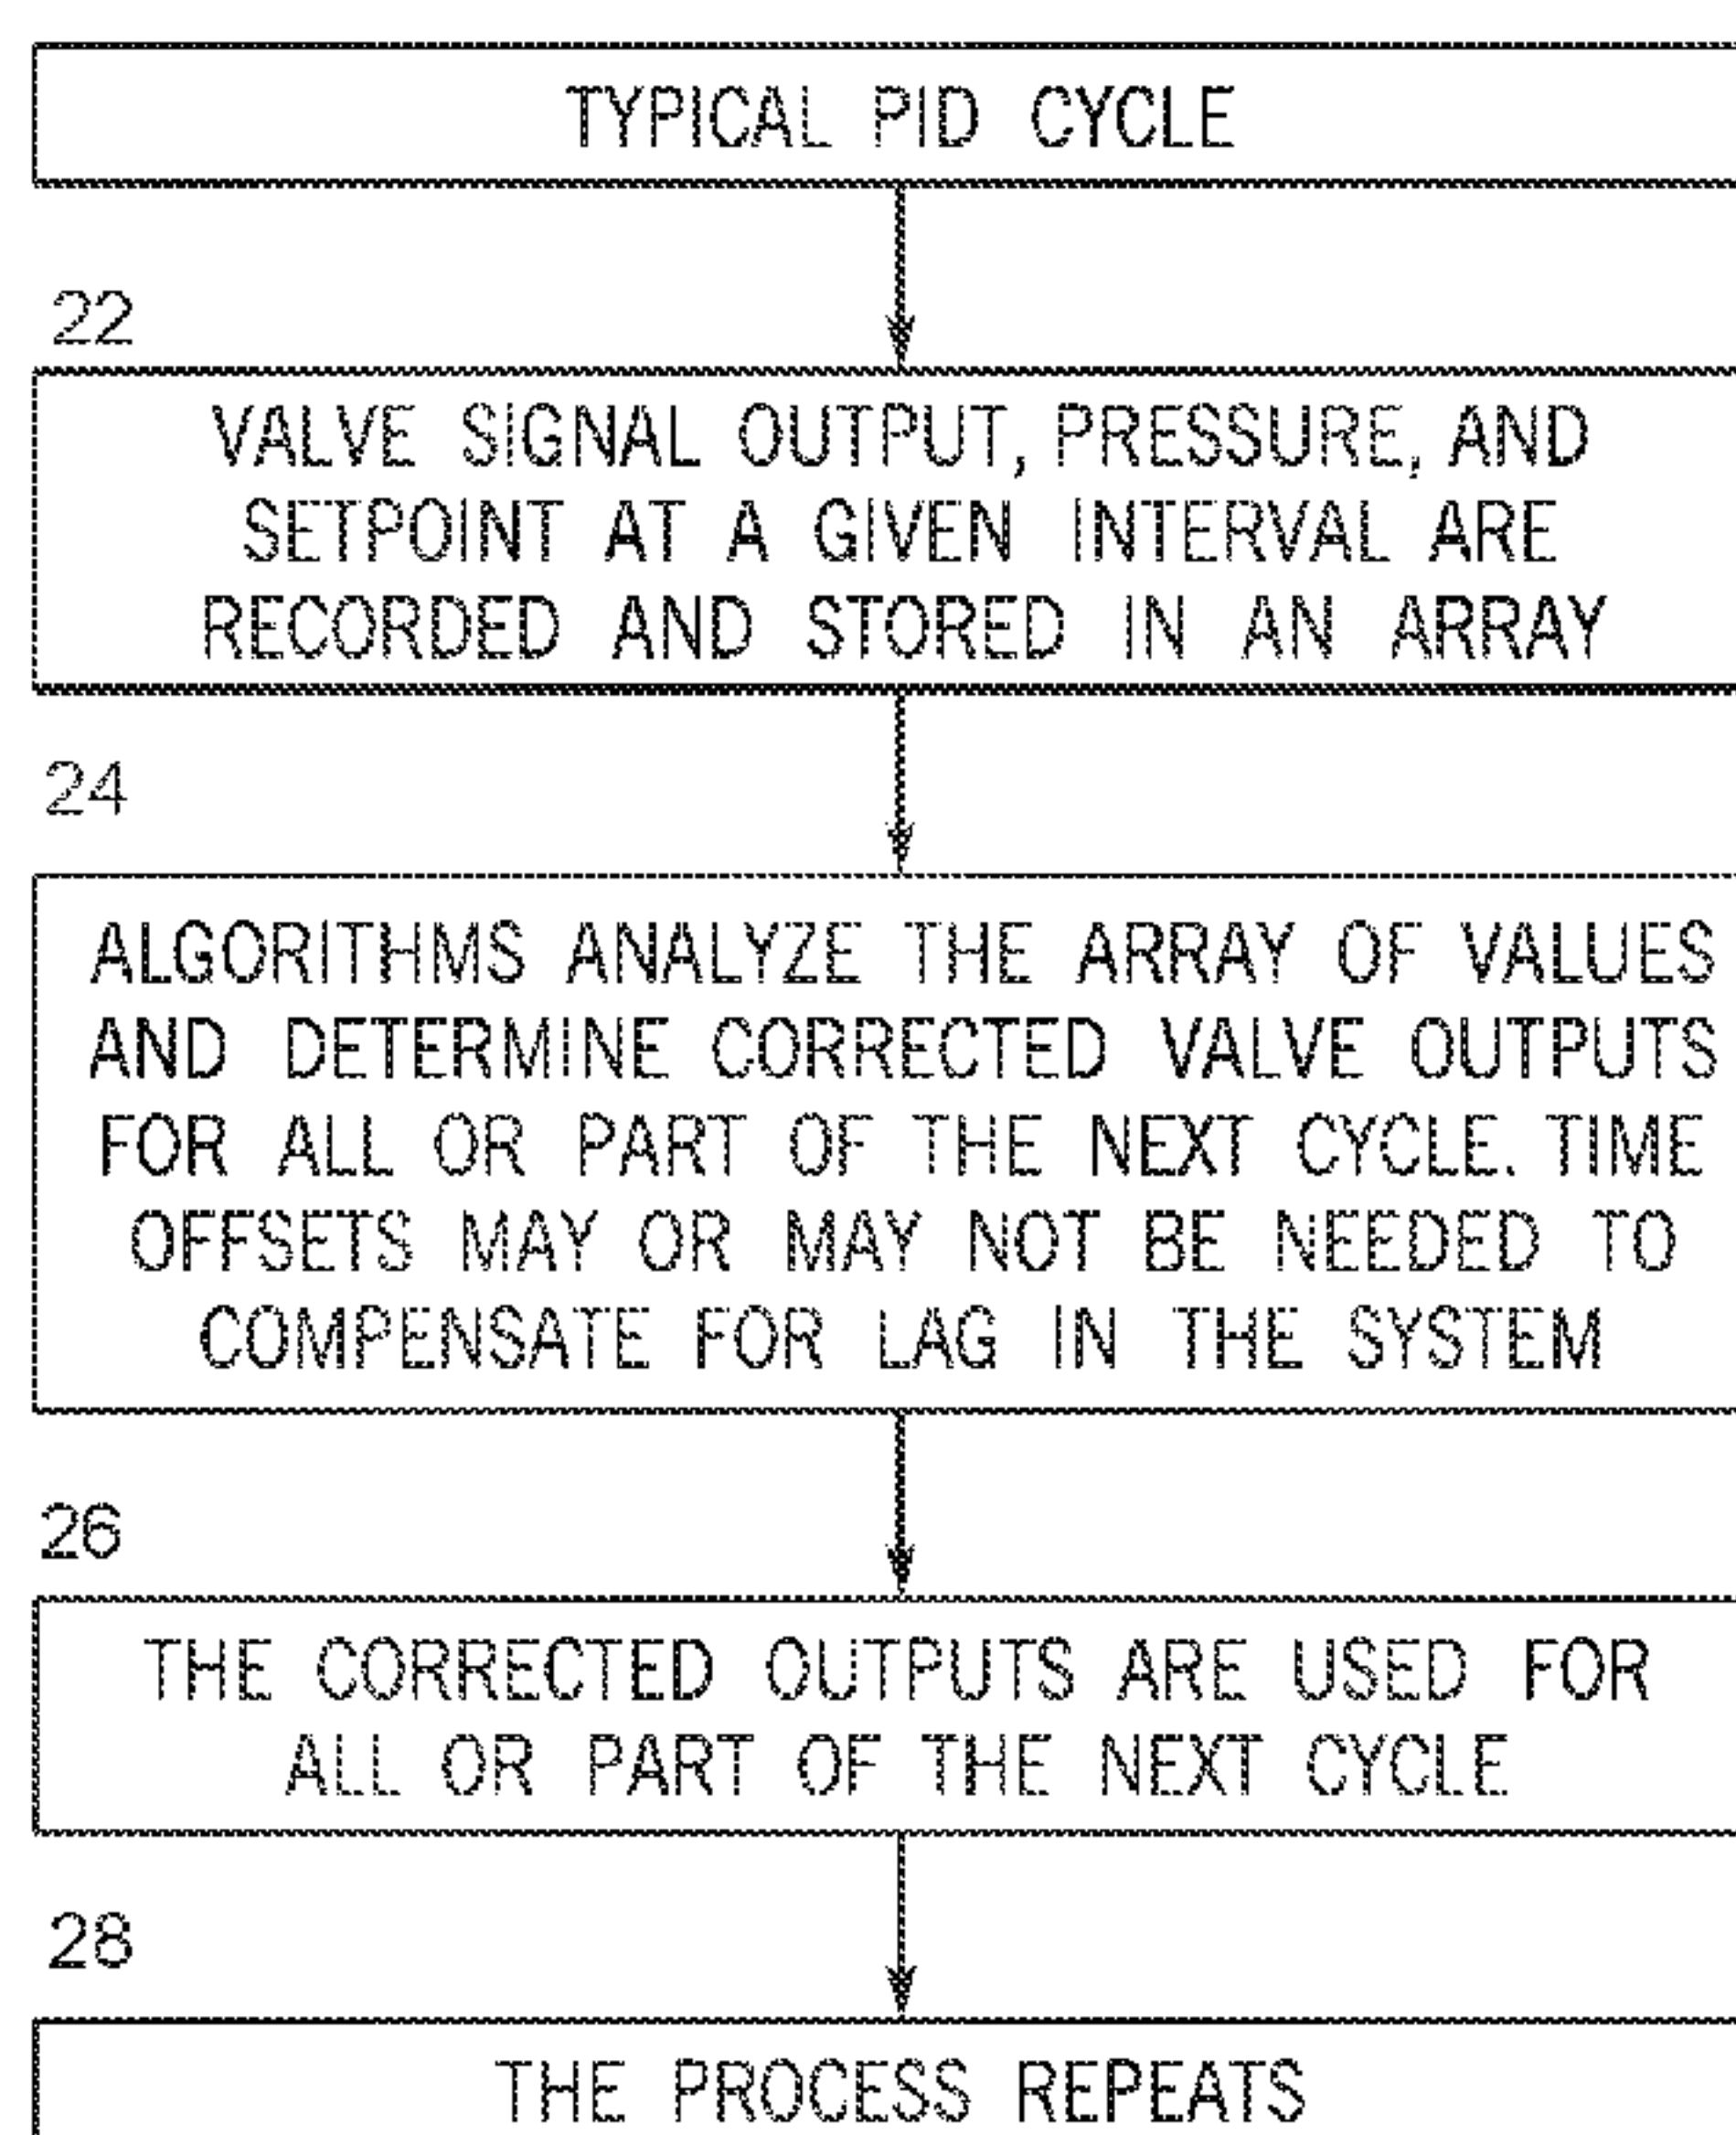 TYPICAL PID CYCLE
22
VALVE SIGNAL OUTPUT, PRESSURE, AND
SETPOINT AT A GIVEN INTERVAL ARE
RECORDED AND STORED IN AN ARRAY
24
ALGORITHMS ANALYZE THE ARRAY OF VALUES
AND DETERMINE CORRECTED VALVE OUTPUTS
FOR ALL OR PART OF THE NEXT CYCLE. TIME
OFFSETS MAY OR MAY NOT BE NEEDED TO
COMPENSATE FOR LAG IN THE SYSTEM
26
THE CORRECTED OUTPUTS ARE USED FOR
ALL OR PART OF THE NEXT CYCLE
28
THE PROCESS REPEATS